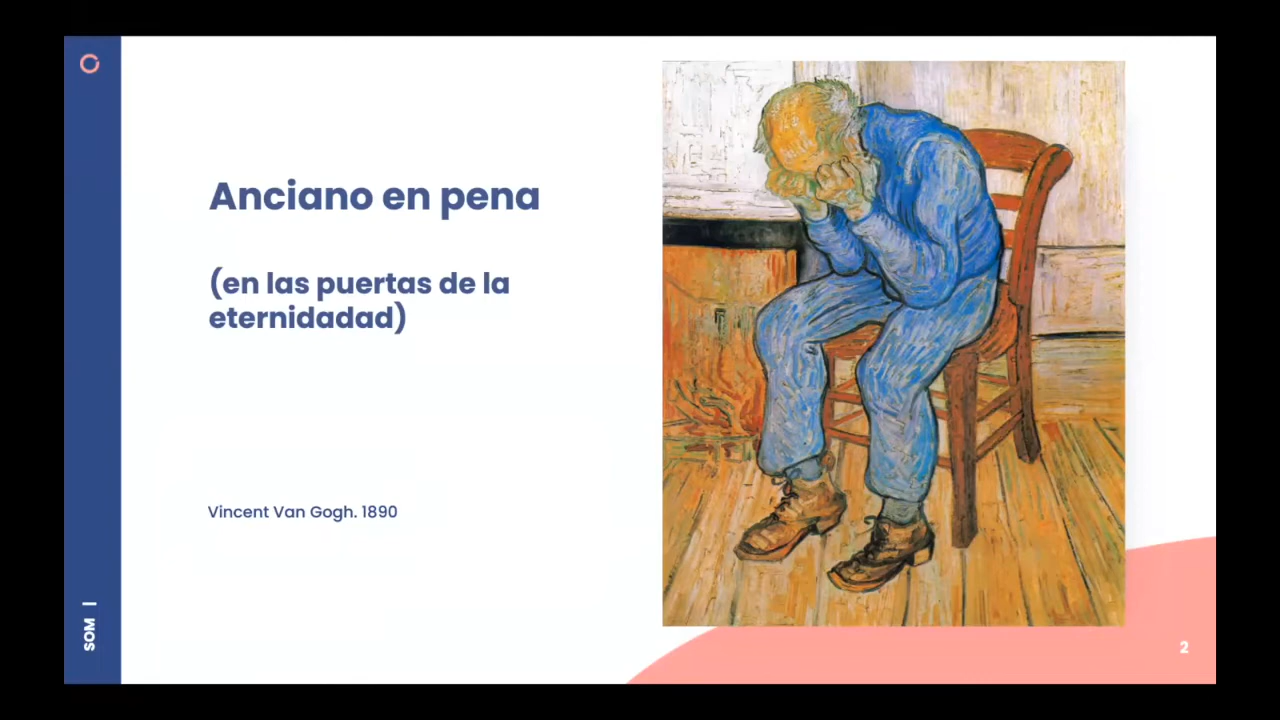 Anciano en pena
(en las puertas de la
eternidadad)
Vincent Van Gogh. 1890
SOM |
2